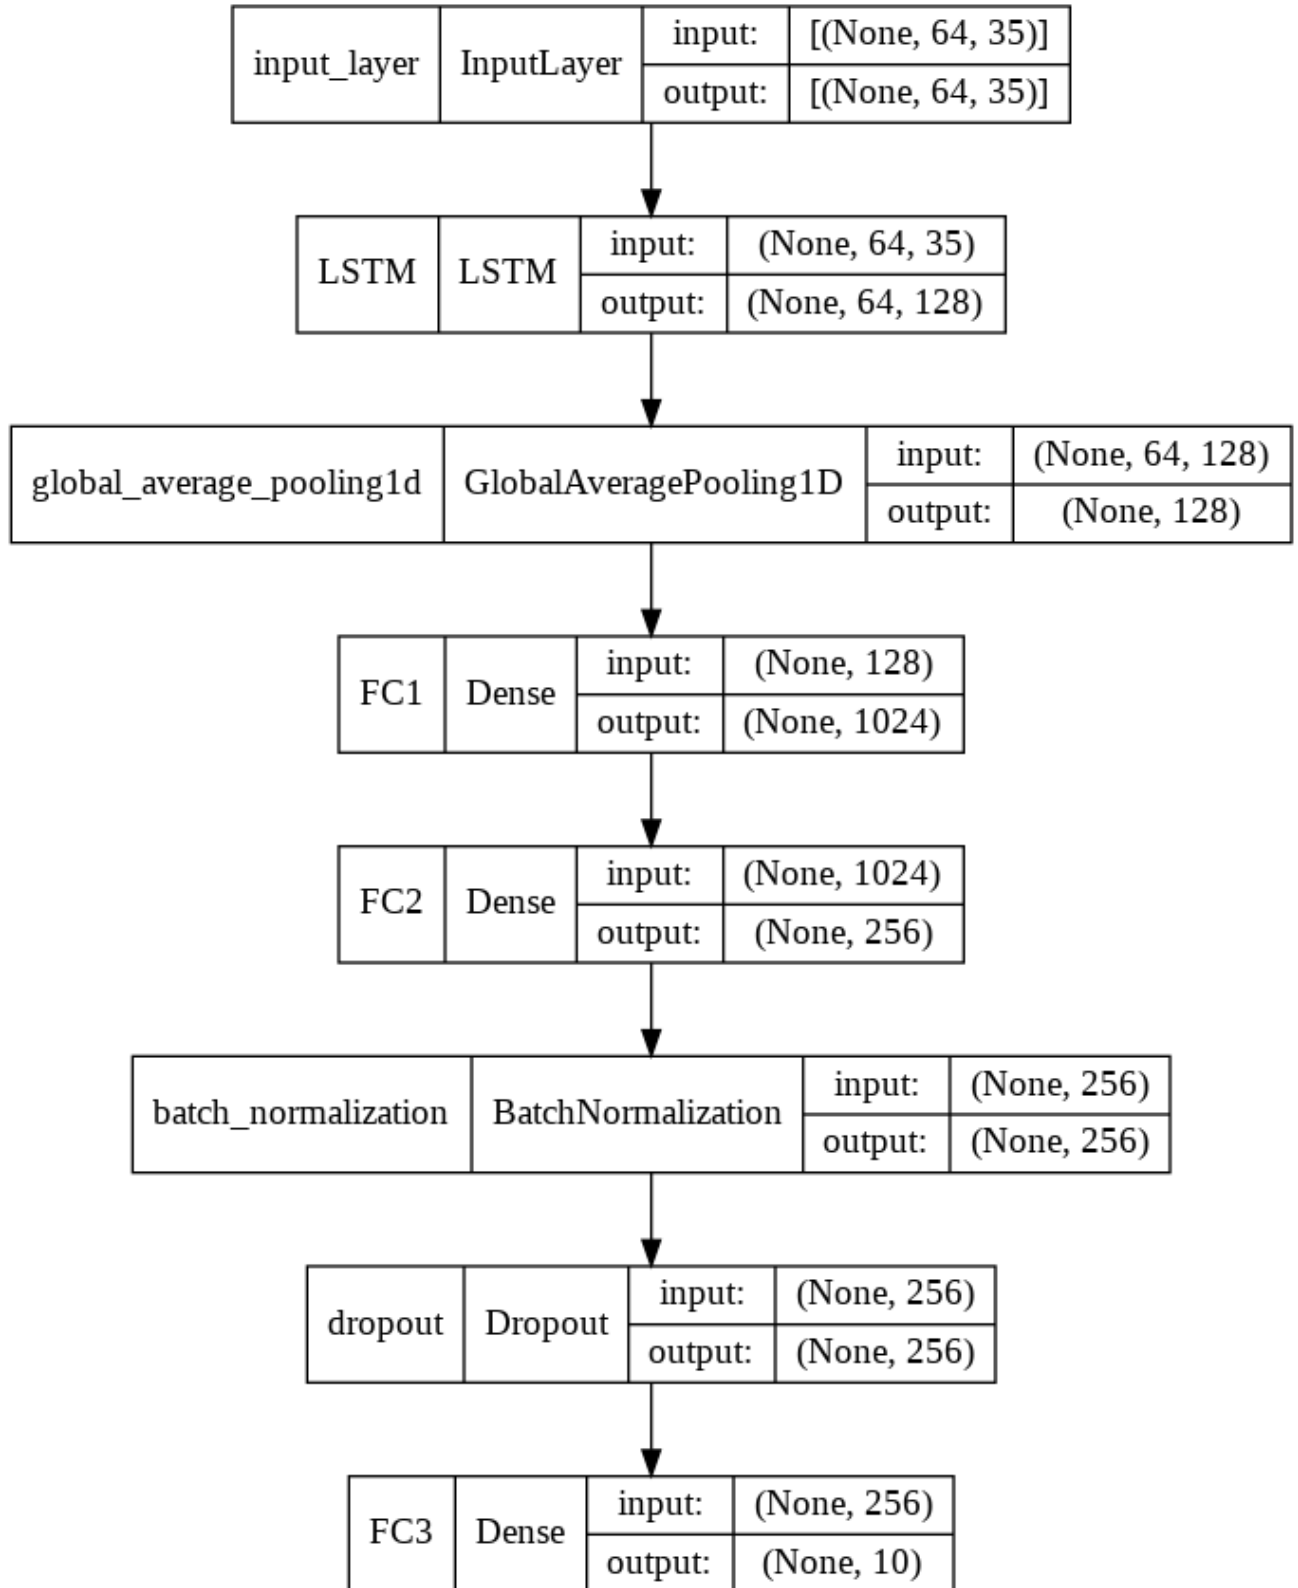 input_layer InputLayer input: [(None, 64, 35)]
output: [(None, 64, 35)]
LSTM LSTM input: (None, 64, 35)
output: (None, 64, 128)
global_average_pooling1d GlobalAveragePooling1D input: (None, 64, 128)
output: (None, 128)
FC1 Dense input: (None, 128)
output: (None, 1024)
FC2 Dense input: (None, 1024)
output: (None, 256)
batch_normalization BatchNormalization input: (None, 256)
output: (None, 256)
dropout Dropout input: (None, 256)
output: (None, 256)
FC3 Dense input: (None, 256)
output: (None, 10)